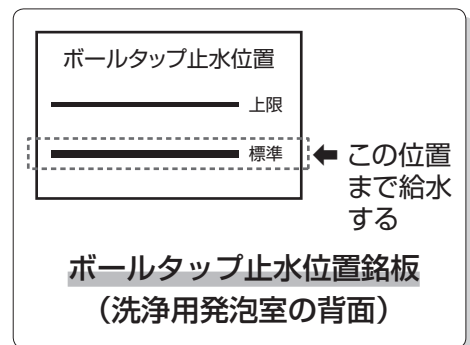 ボールタップ止水位置
上限
標準
この位置
まで給水
する
ボールタップ止水位置銘板
（洗浄用発泡室の背面）